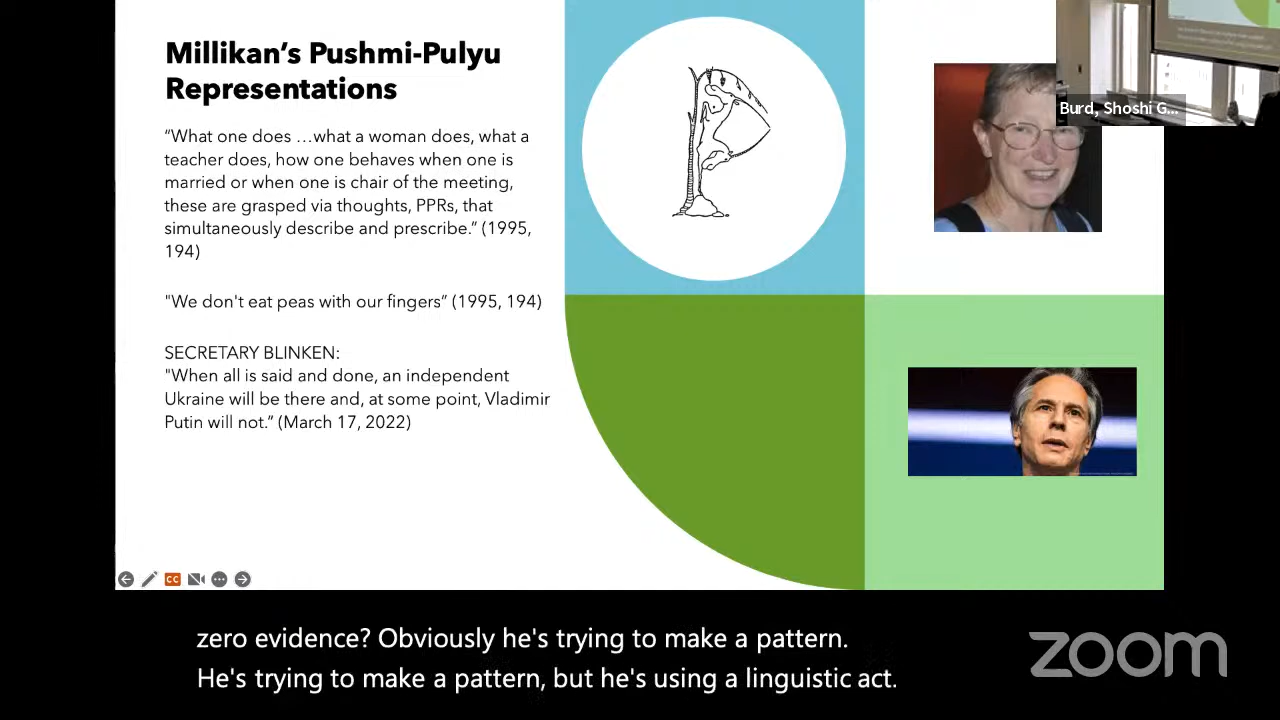 Millikan’s Pushmi-Pulyu
Representations
“What one does …what a woman does, what a
teacher does, how one behaves when one is
married or when one is chair of the meeting,
these are grasped via thoughts, PPRs, that
simultaneously describe and prescribe.” (1995,
194)
"We don't eat peas with our fingers” (1995, 194)
SECRETARY BLINKEN:
"When all is said and done, an independent
Ukraine will be there and, at some point, Vladimir
Putin will not.“ (March 17, 2022)
Burd, Shoshi G...
CC
zero evidence? Obviously he's trying to make a pattern.
He's trying to make a pattern, but he's using a linguistic act.
zoom